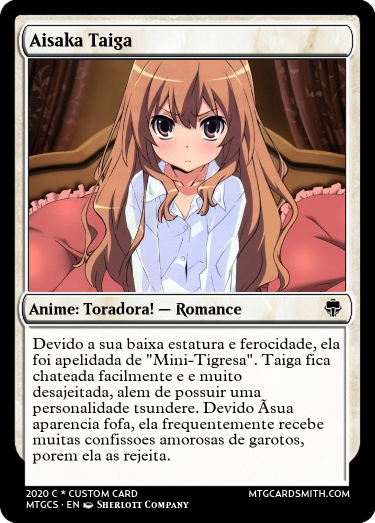 Aisaka Taiga
Anime: Toradora! — Romance
Devido a sua baixa estatura e ferocidade, ela
foi apelidada de "Mini-Tigresa". Taiga fica
chateada facilmente e e muito
desajeitada, alem de possuir uma
personalidade tsundere. Devido Ãsua
aparencia fofa, ela frequentemente recebe
muitas confissoes amorosas de garotos,
porem ela as rejeita.
2020 C * CUSTOM CARD
MTGCARDSMITH.COM
MTGCS · EN Sherlott Company